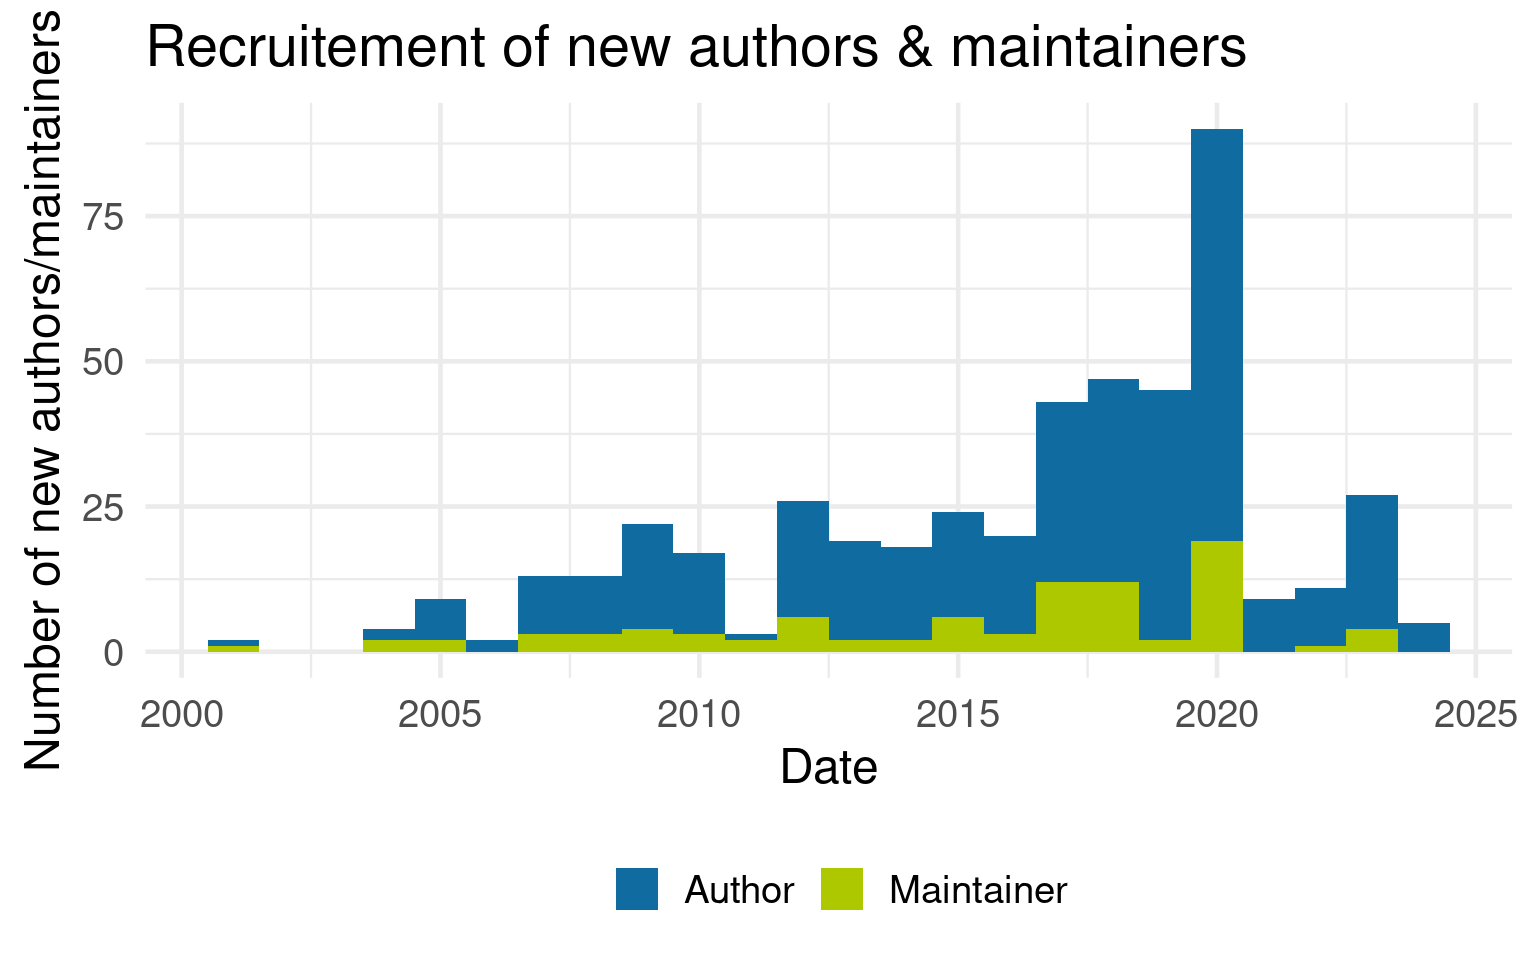 Recruitement of new authors & maintainers
Number of new authors/maintainers
75
50
25
0
2000 2005 2010 2015 2020 2025
Date
Author Maintainer